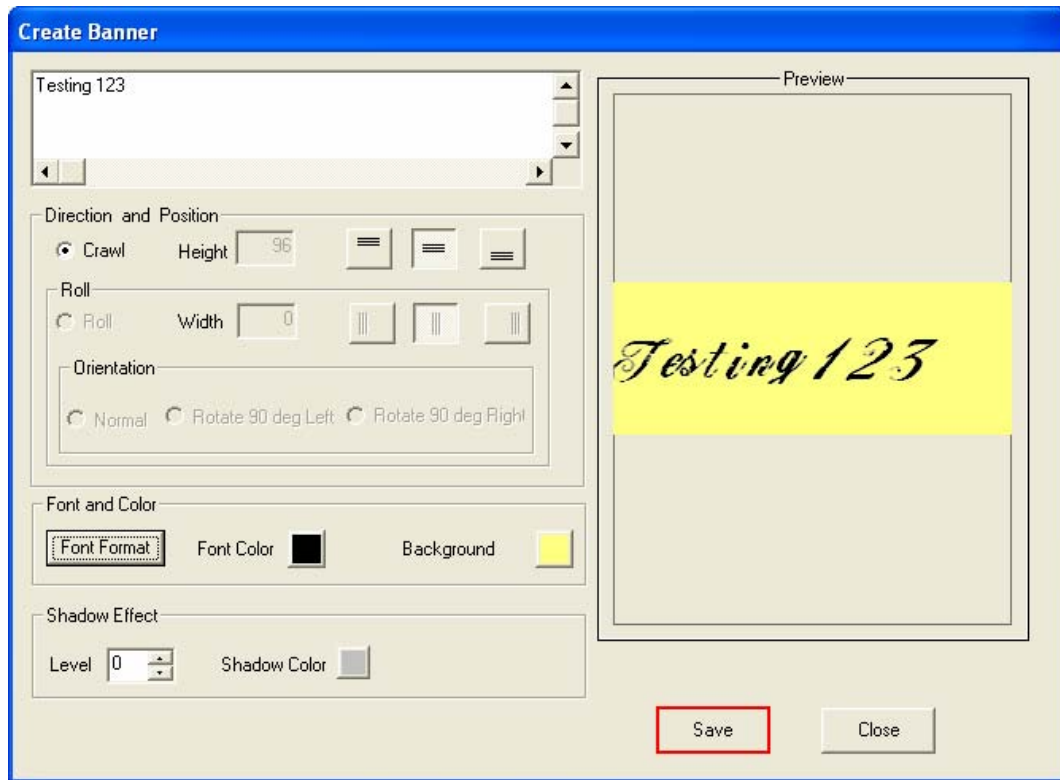 Create Banner
Testing 123
Preview
Direction and Position
Crawl Height 96
Roll
Roll Width 0
Orientation
Normal Rotate 90 deg Left Rotate 90 deg Right
Testing 123
Font and Color
Font Format Font Color Background
Shadow Effect
Level 0 Shadow Color
Save Close